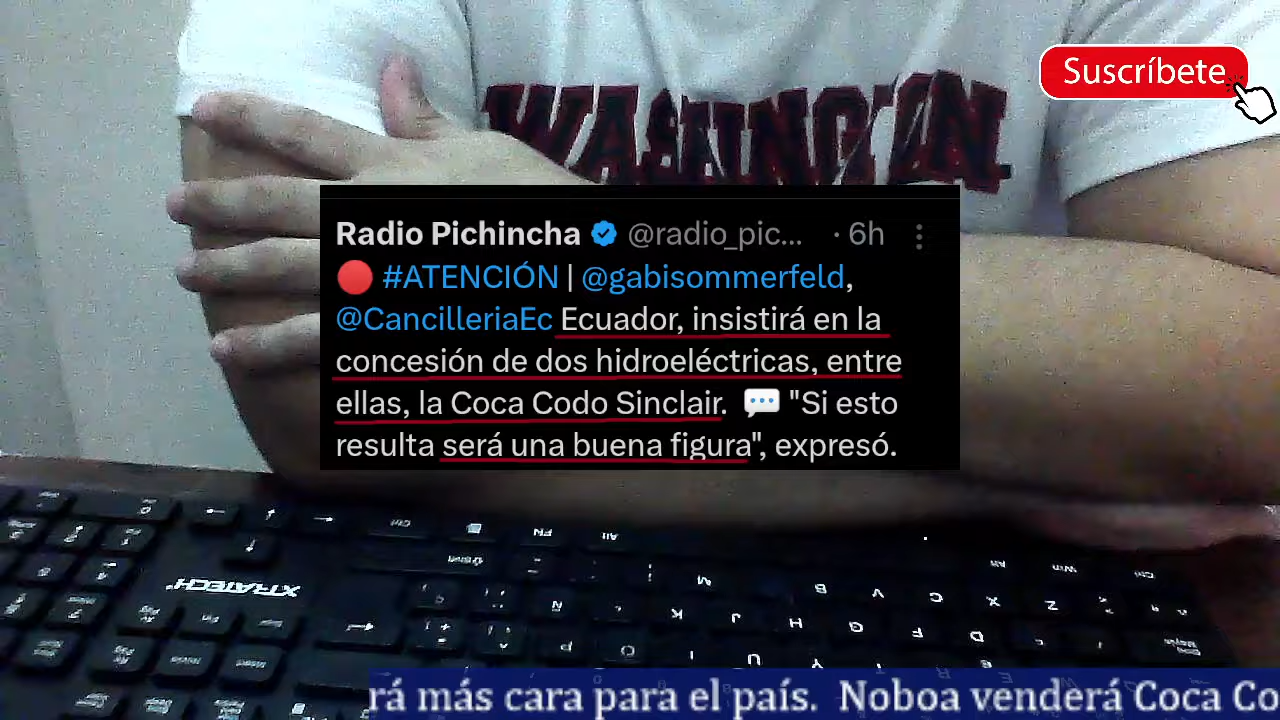 Suscríbete
WASHINGTON
Radio Pichincha @radio_pic... · 6h
#ATENCIÓN | @gabisommerfeld,
@CancilleriaEc Ecuador, insistirá en la
concesión de dos hidroeléctricas, entre
ellas, la Coca Codo Sinclair. 💬 "Si esto
resulta será una buena figura", expresó.
XTRATECH
rá más cara para el país. Noboa venderá Coca Co